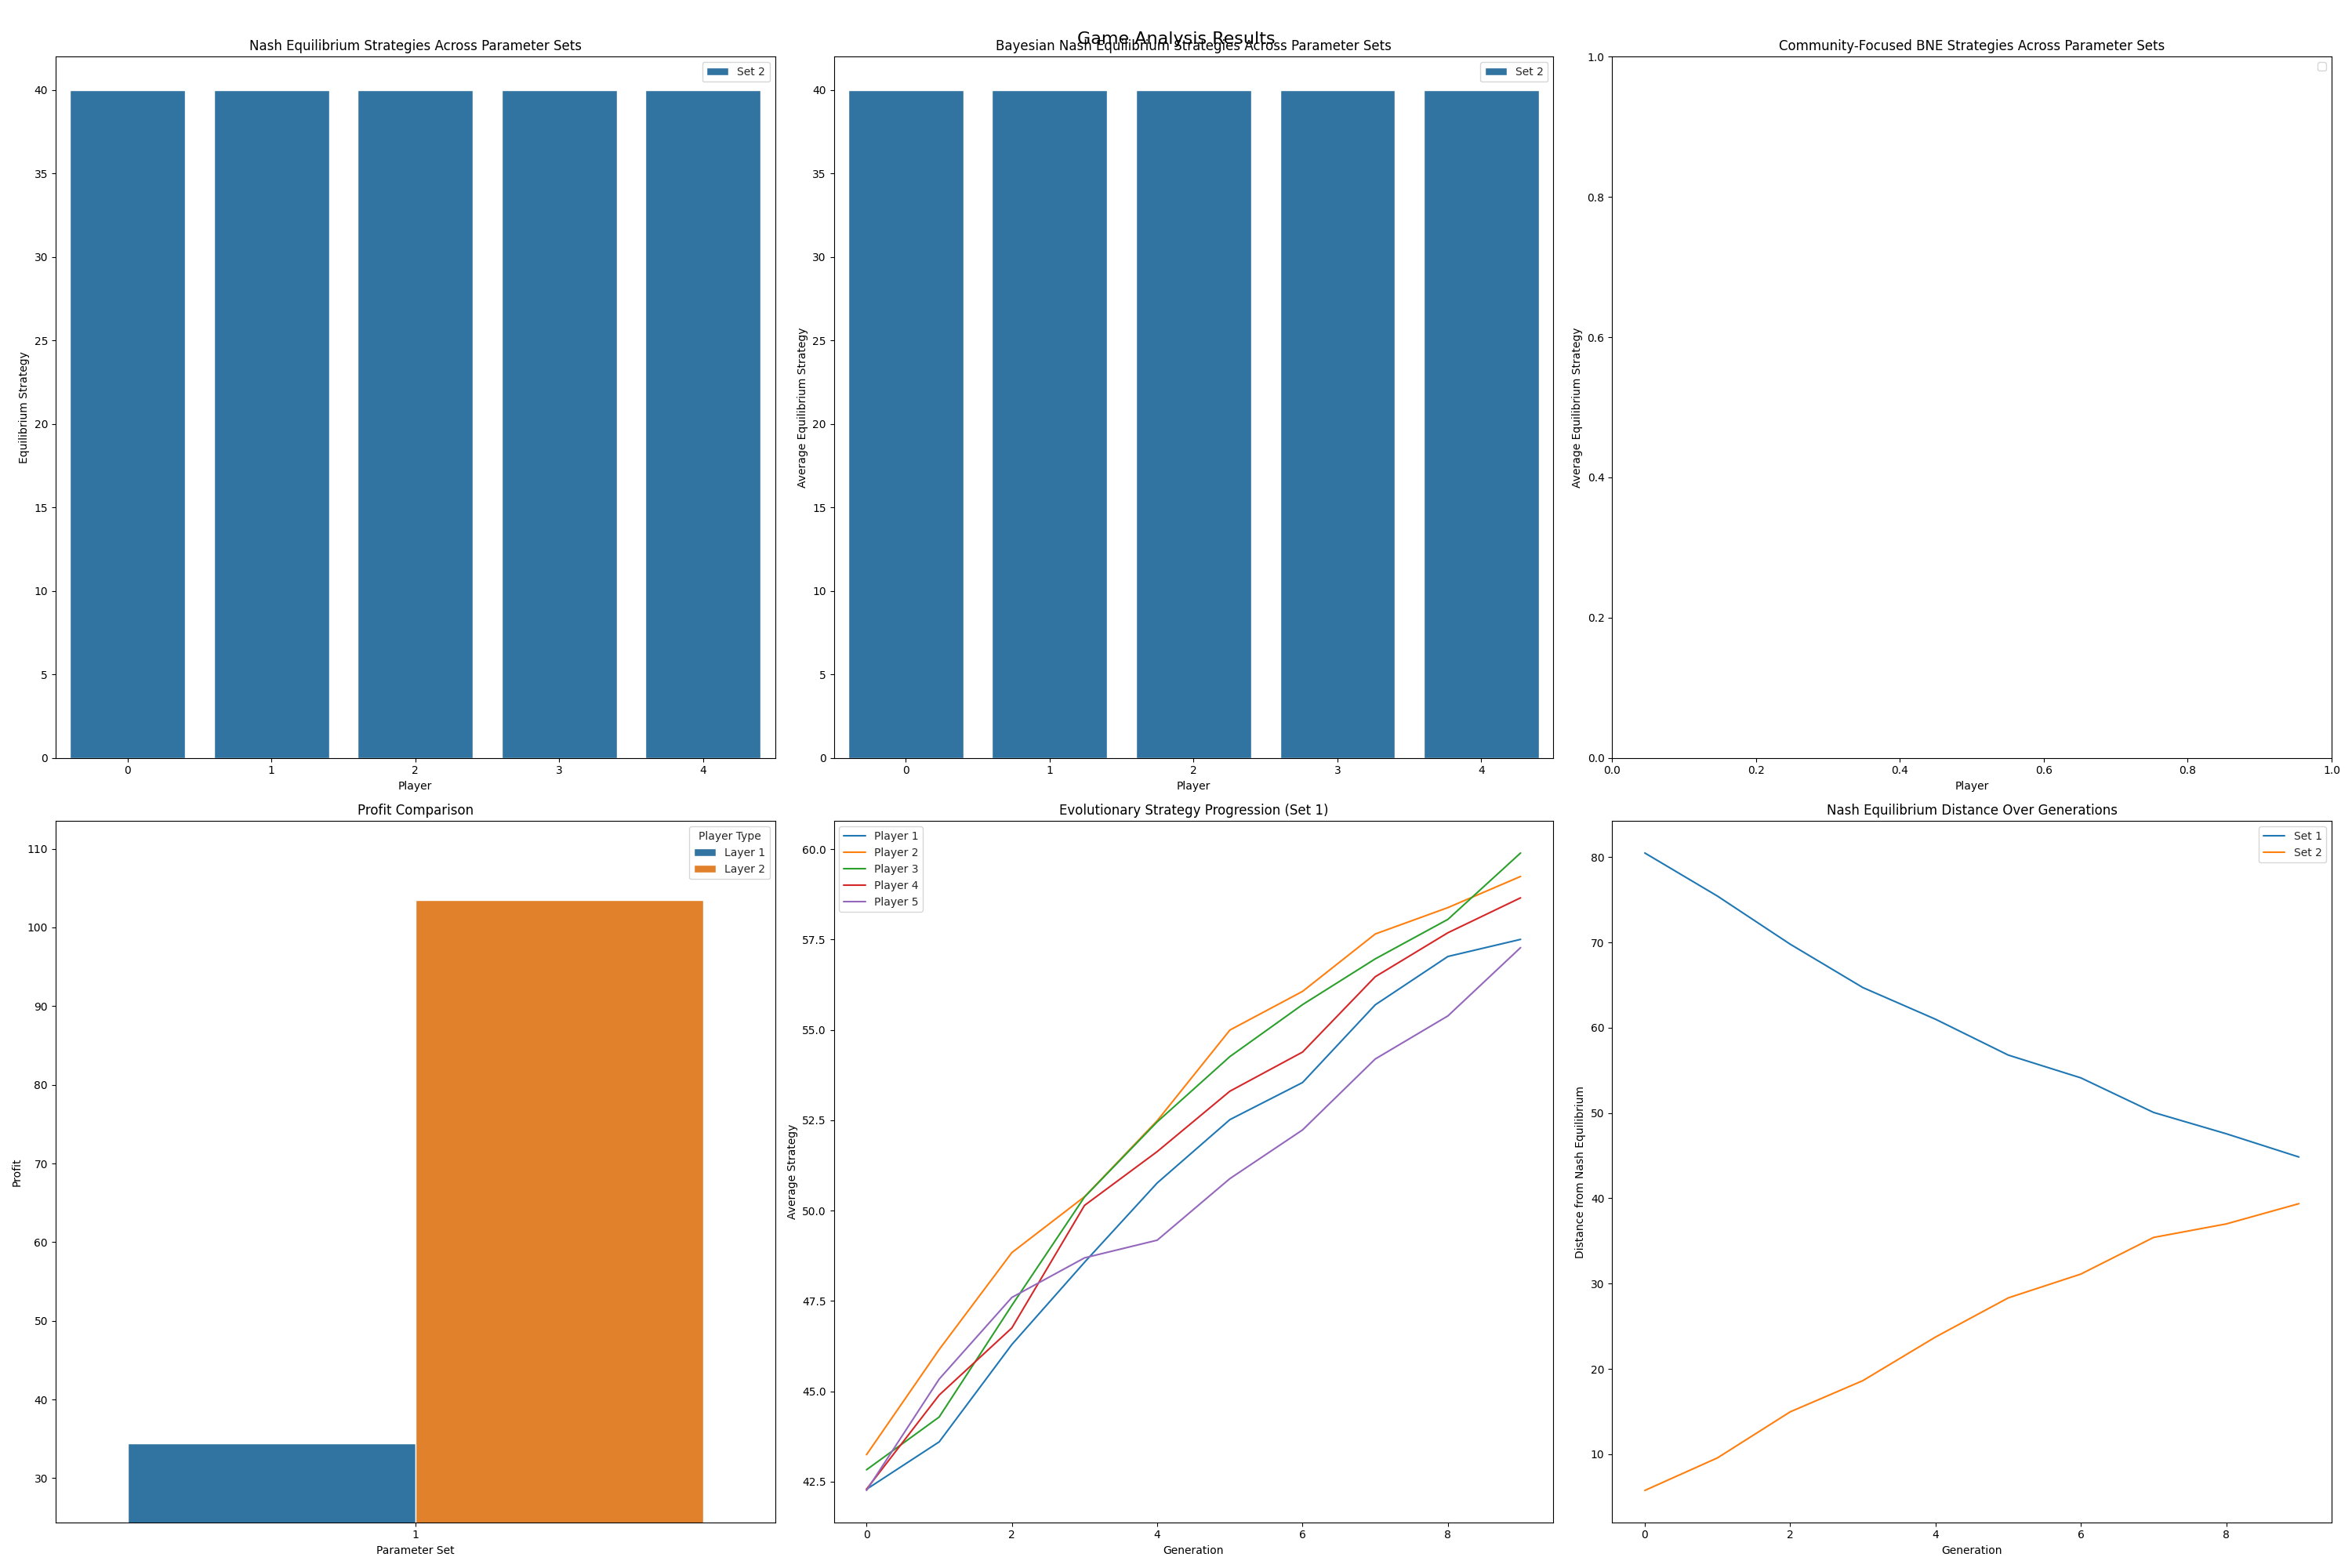 Game Analysis Results
Nash Equilibrium Strategies Across Parameter Sets
Set 2
40
35
30
25
20
15
10
5
0
Equilibrium Strategy
0 1 2 3 4
Player
Bayesian Nash Equilibrium Strategies Across Parameter Sets
Set 2
40
35
30
25
20
15
10
5
0
Average Equilibrium Strategy
0 1 2 3 4
Player
Community-Focused BNE Strategies Across Parameter Sets
1.0
0.8
0.6
0.4
0.2
0.0
Average Equilibrium Strategy
0.0 0.2 0.4 0.6 0.8 1.0
Player
Profit Comparison
Player Type
Layer 1
Layer 2
110
100
90
80
70
60
50
40
30
Profit
1
Parameter Set
Evolutionary Strategy Progression (Set 1)
Player 1
Player 2
Player 3
Player 4
Player 5
60.0
57.5
55.0
52.5
50.0
47.5
45.0
42.5
Average Strategy
0 2 4 6 8
Generation
Nash Equilibrium Distance Over Generations
Set 1
Set 2
80
70
60
50
40
30
20
10
Distance from Nash Equilibrium
0 2 4 6 8
Generation